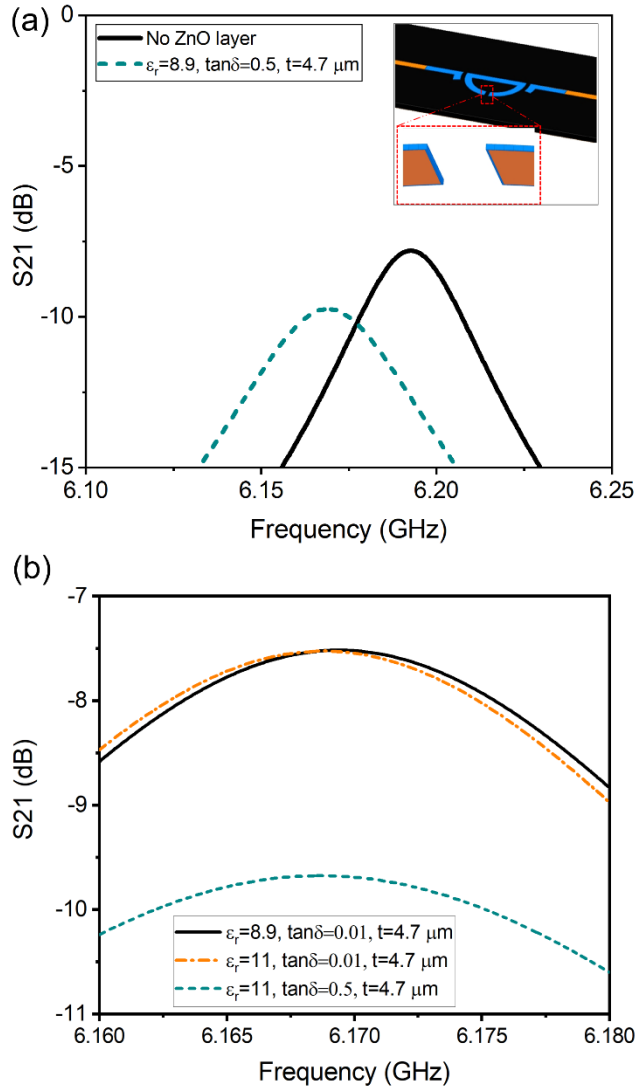 (a)
0
-5
-10
-15
S21 (dB)
No ZnO layer
εr=8.9, tanδ=0.5, t=4.7 μm
6.10
6.15
6.20
6.25
Frequency (GHz)
(b)
-7
-8
-9
-10
-11
S21 (dB)
εr=8.9, tanδ=0.01, t=4.7 μm
εr=11, tanδ=0.01, t=4.7 μm
εr=11, tanδ=0.5, t=4.7 μm
6.160
6.165
6.170
6.175
6.180
Frequency (GHz)